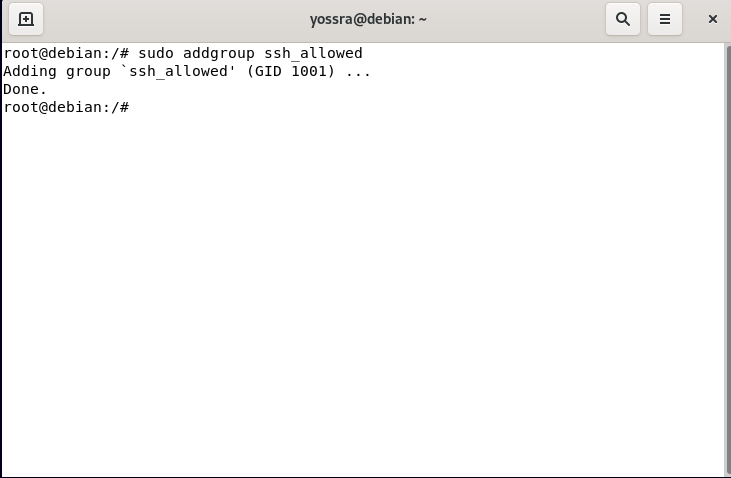 yossra@debian: ~
root@debian:/# sudo addgroup ssh_allowed
Adding group `ssh_allowed' (GID 1001) ...
Done.
root@debian:/#